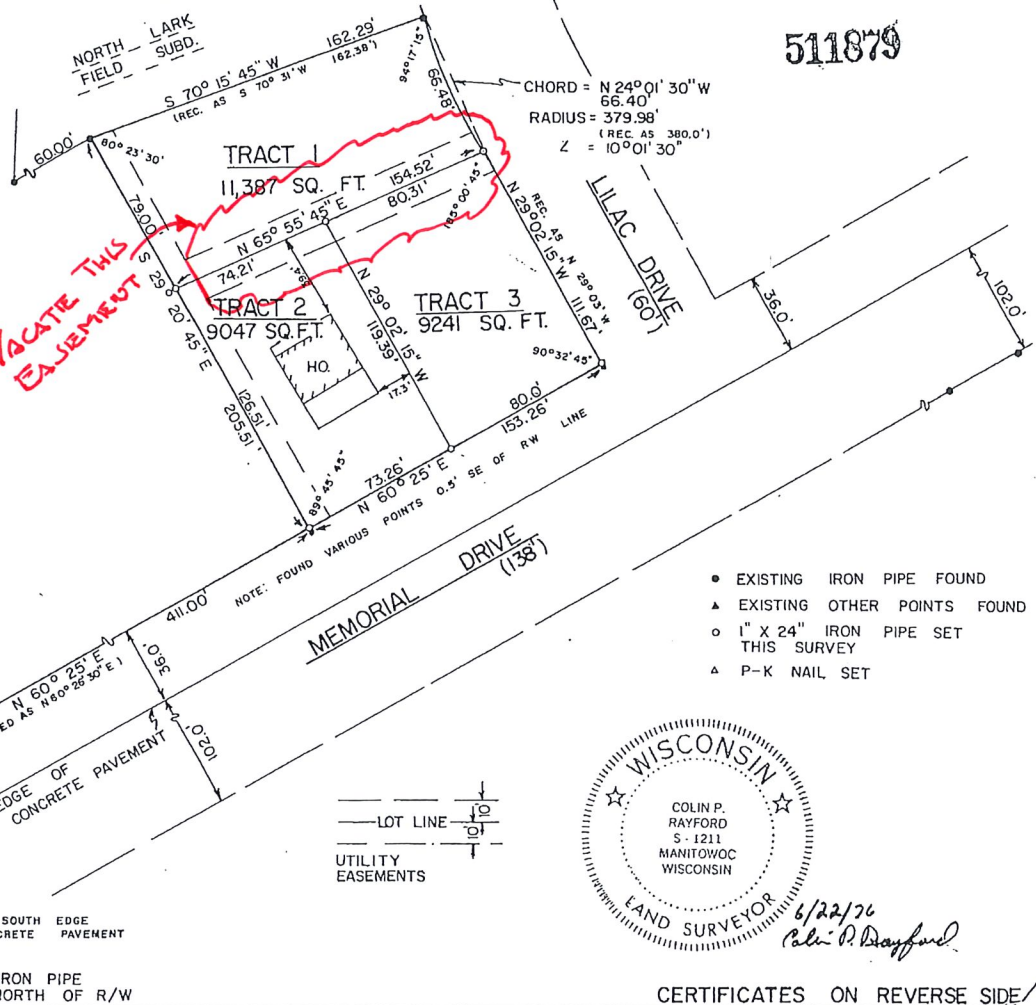 511879
NORTH LARK
FIELD SUBD.
162.29'
(162.38')
S 70° 15' 45" W
(REC. AS S 70° 31' W
60.00'
80° 23' 30"
94° 17' 15"
66.48'
CHORD = N 24° 01' 30" W
66.40'
RADIUS = 379.98'
(REC. AS 380.0')
∠ = 10° 01' 30"
TRACT 1
11,387 SQ. FT.
154.52'
80.31'
N 65° 55' 45" E
74.21'
185° 00' 45"
79.00'
S 29° 20' 45" E
126.51'
205.51'
VACATE THIS
EASEMENT
TRACT 2
9047 SQ. FT.
HO.
17.3'
N 29° 02' 15" W
119.39'
TRACT 3
9241 SQ. FT.
REC. AS N 29° 03' W
N 29° 02' 15" W
111.67'
90° 32' 45"
LILAC DRIVE
(60')
36.0'
102.0'
80.0'
153.26'
73.26'
N 60° 25' E
89° 45' 45"
NOTE: FOUND VARIOUS POINTS 0.5' SE OF RW LINE
411.00'
MEMORIAL DRIVE
(138')
N 60° 25' E
ED AS N 60° 26' 30" E)
36.0'
102.0'
EDGE OF
CONCRETE PAVEMENT
EXISTING IRON PIPE FOUND
EXISTING OTHER POINTS FOUND
1" X 24" IRON PIPE SET
THIS SURVEY
P-K NAIL SET
LOT LINE
10'
10'
UTILITY
EASEMENTS
WISCONSIN
COLIN P.
RAYFORD
S - 1211
MANITOWOC
WISCONSIN
LAND SURVEYOR
6/22/76
Colin P. Rayford
SOUTH EDGE
CRETE PAVEMENT
RON PIPE
NORTH OF R/W
CERTIFICATES ON REVERSE SIDE/